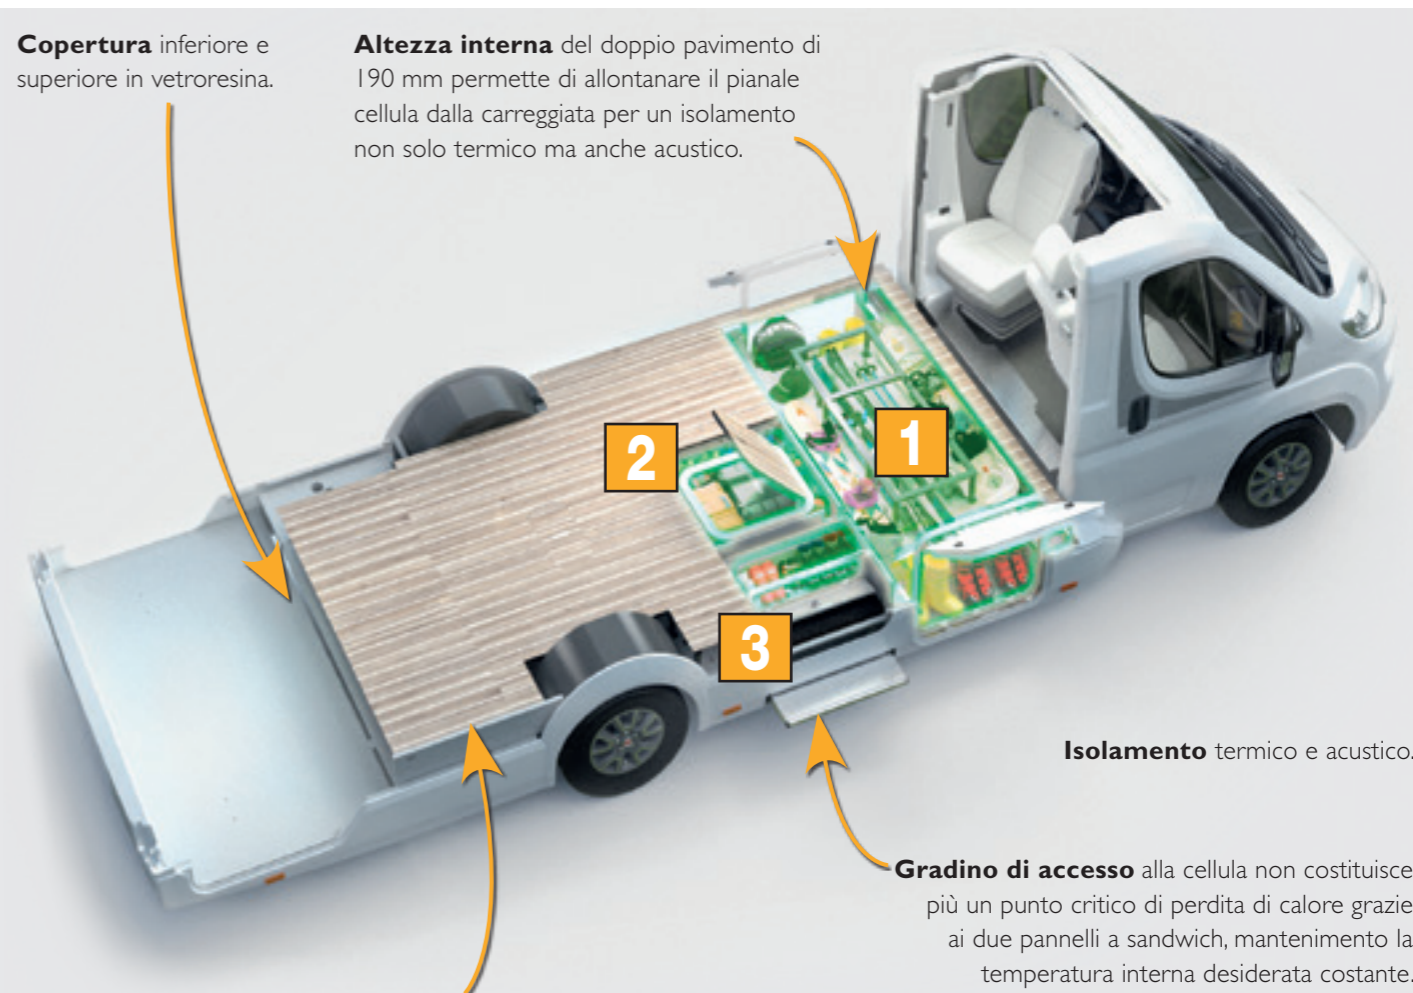 Copertura inferiore e
superiore in vetroresina.
Altezza interna del doppio pavimento di
190 mm permette di allontanare il pianale
cellula dalla carreggiata per un isolamento
non solo termico ma anche acustico.
1
2
3
Isolamento termico e acustico.
Gradino di accesso alla cellula non costituisce
più un punto critico di perdita di calore grazie
ai due pannelli a sandwich, mantenimento la
temperatura interna desiderata costante.